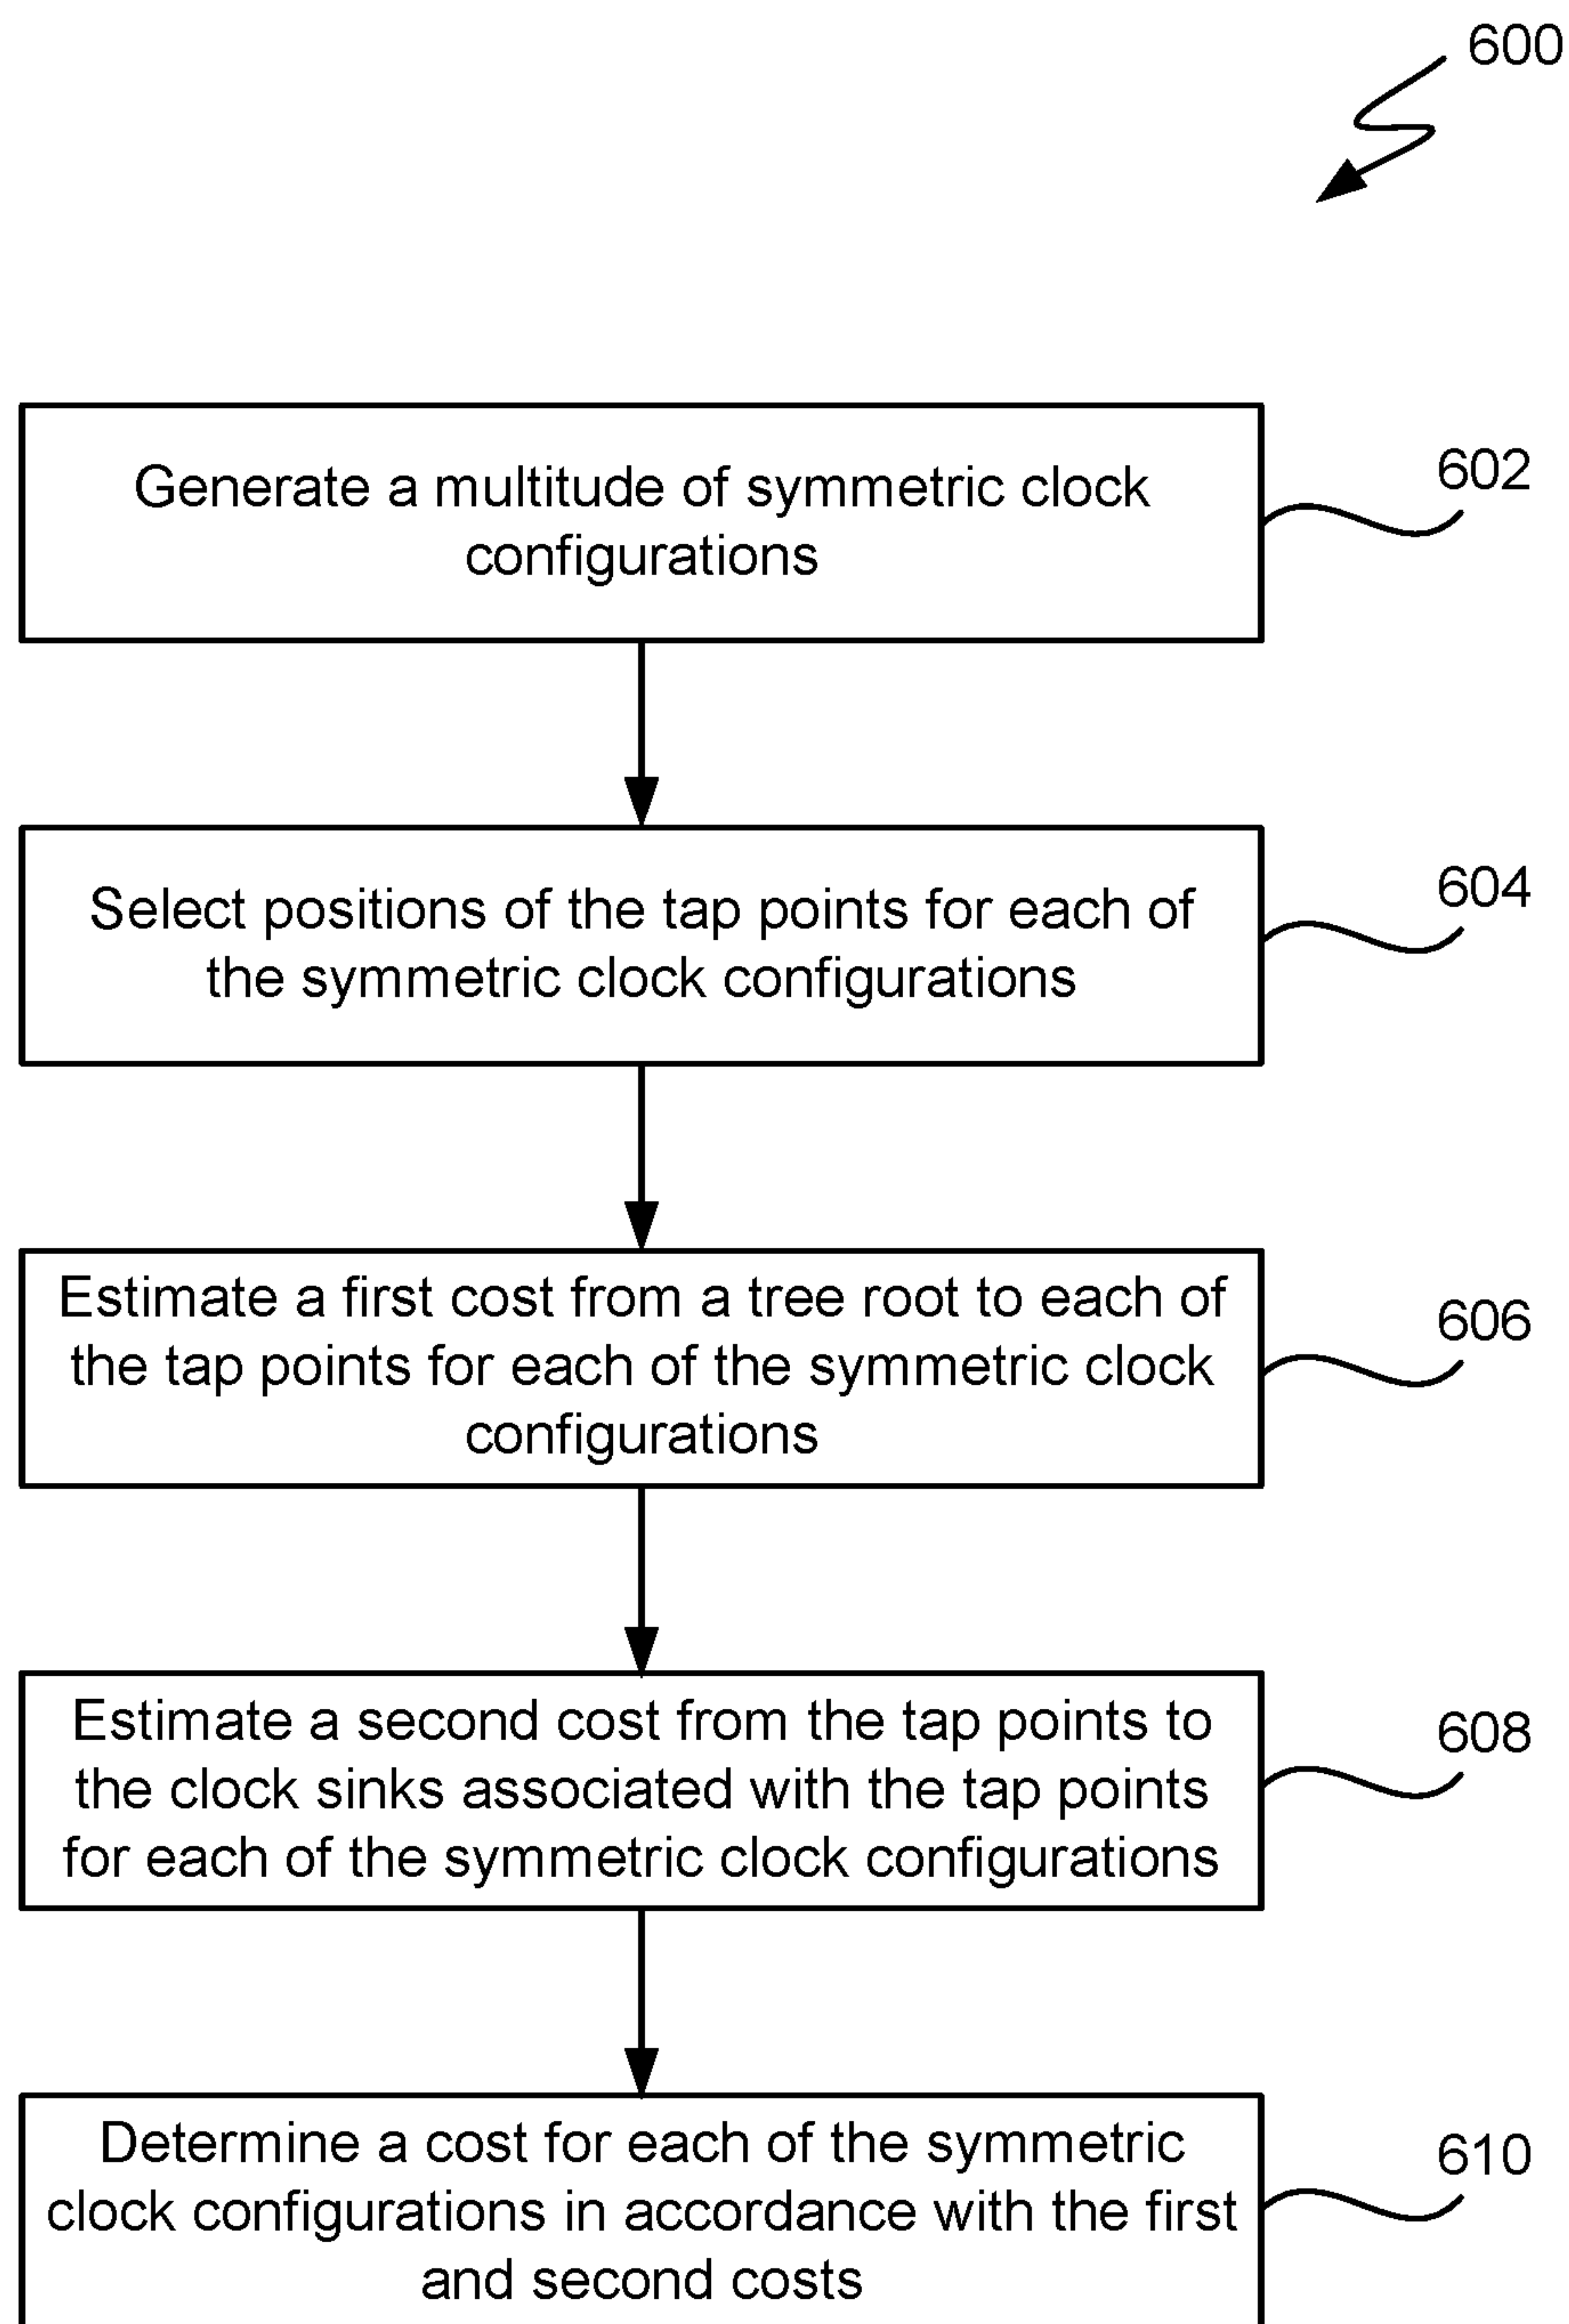 600
Generate a multitude of symmetric clock
configurations
602
Select positions of the tap points for each of
the symmetric clock configurations
604
Estimate a first cost from a tree root to each of
the tap points for each of the symmetric clock
configurations
606
Estimate a second cost from the tap points to
the clock sinks associated with the tap points
for each of the symmetric clock configurations
608
Determine a cost for each of the symmetric
clock configurations in accordance with the first
and second costs
610